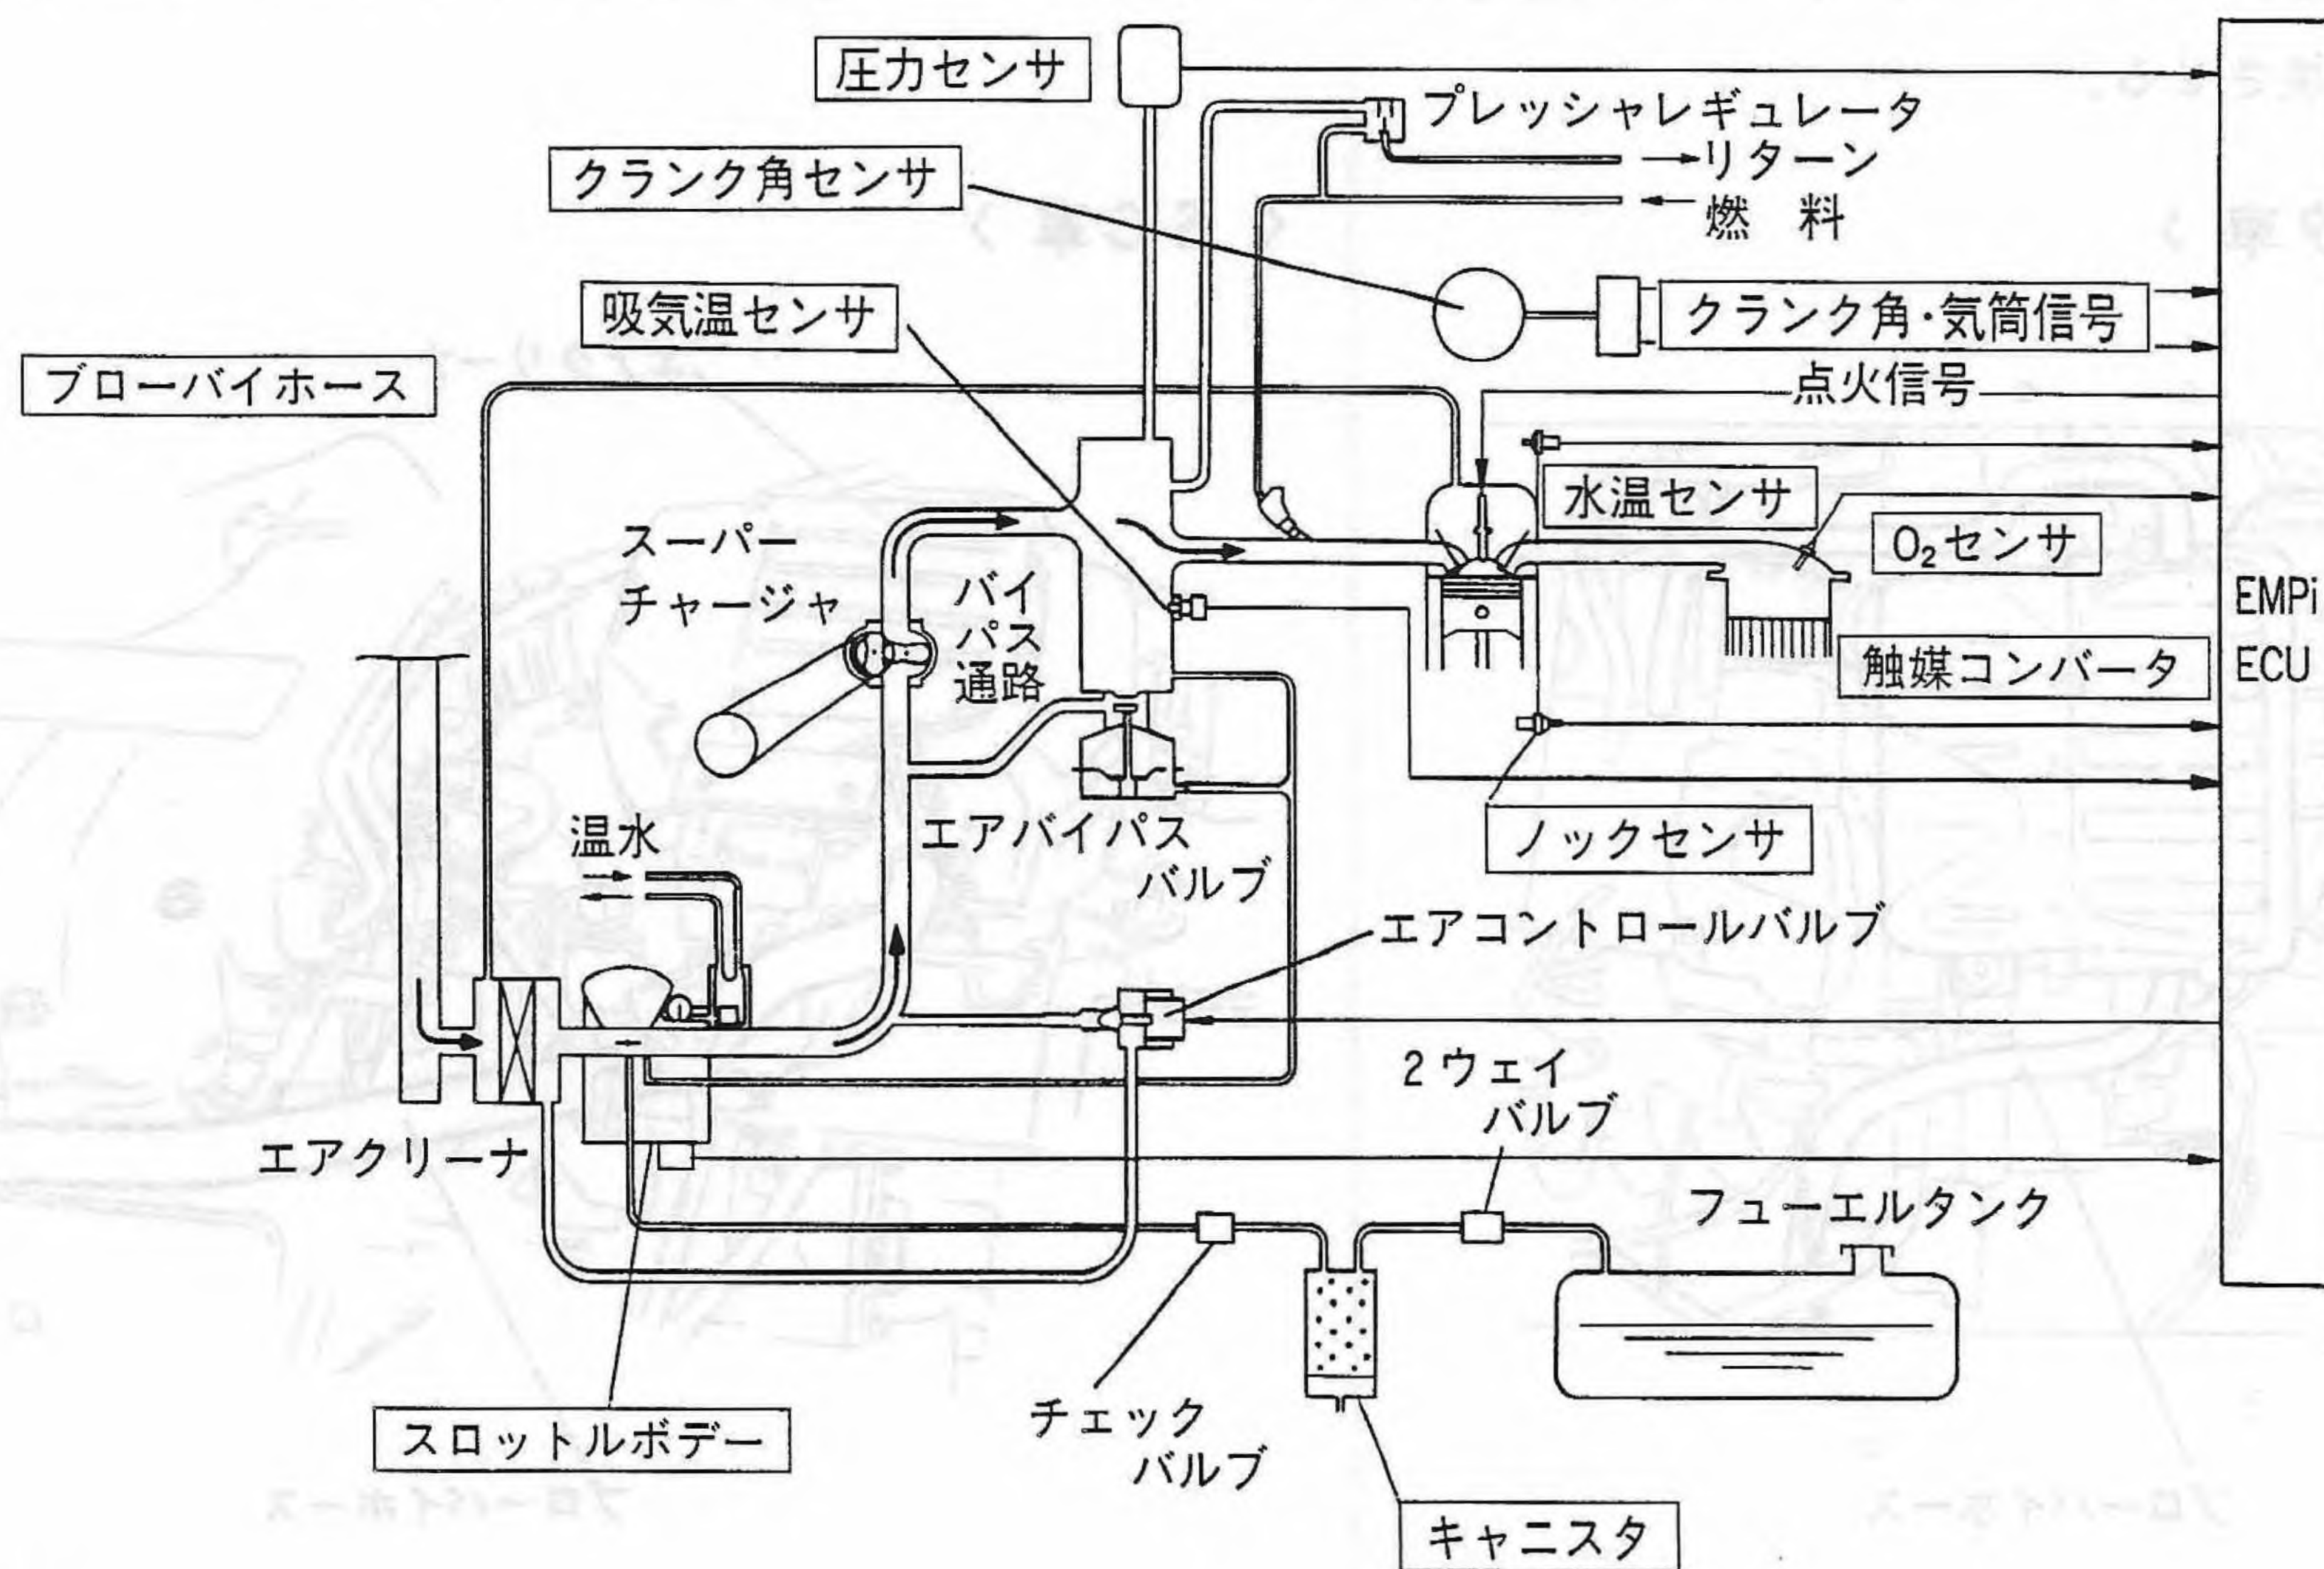 圧力センサ
プレッシャレギュレータ
リターン
クランク角センサ
燃 料
吸気温センサ
クランク角・気筒信号
ブローバイホース
点火信号
水温センサ
O₂センサ
スーパー
チャージャ
バイ
パス
通路
EMPi
ECU
触媒コンバータ
エアバイパス
バルブ
ノックセンサ
温水
エアコントロールバルブ
2ウェイ
バルブ
エアクリーナ
フューエルタンク
チェック
バルブ
スロットルボデー
キャニスタ